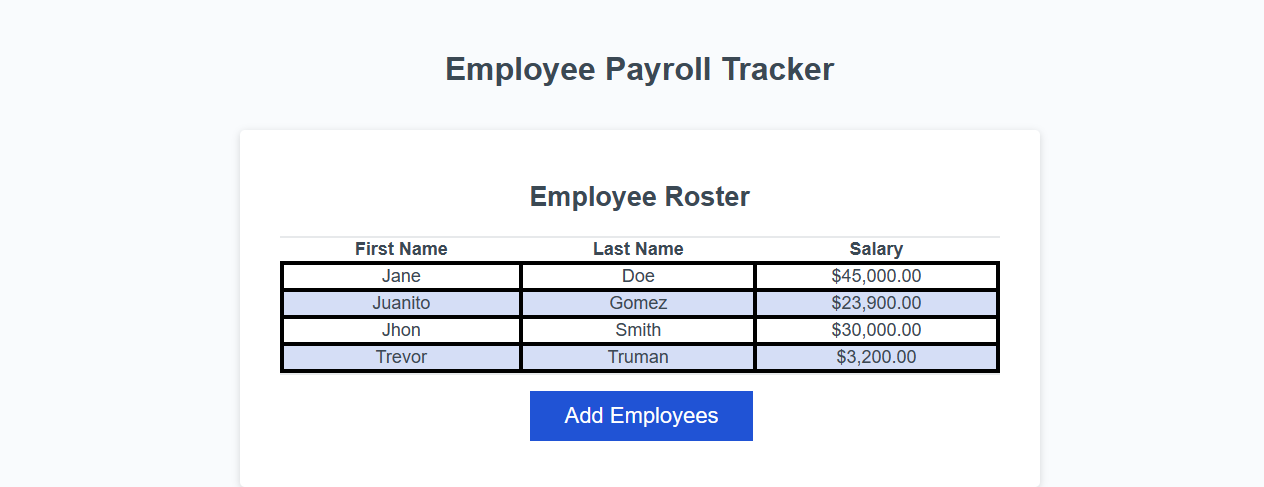 Employee Payroll Tracker
Employee Roster
First Name Last Name Salary
Jane Doe $45,000.00
Juanito Gomez $23,900.00
Jhon Smith $30,000.00
Trevor Truman $3,200.00
Add Employees